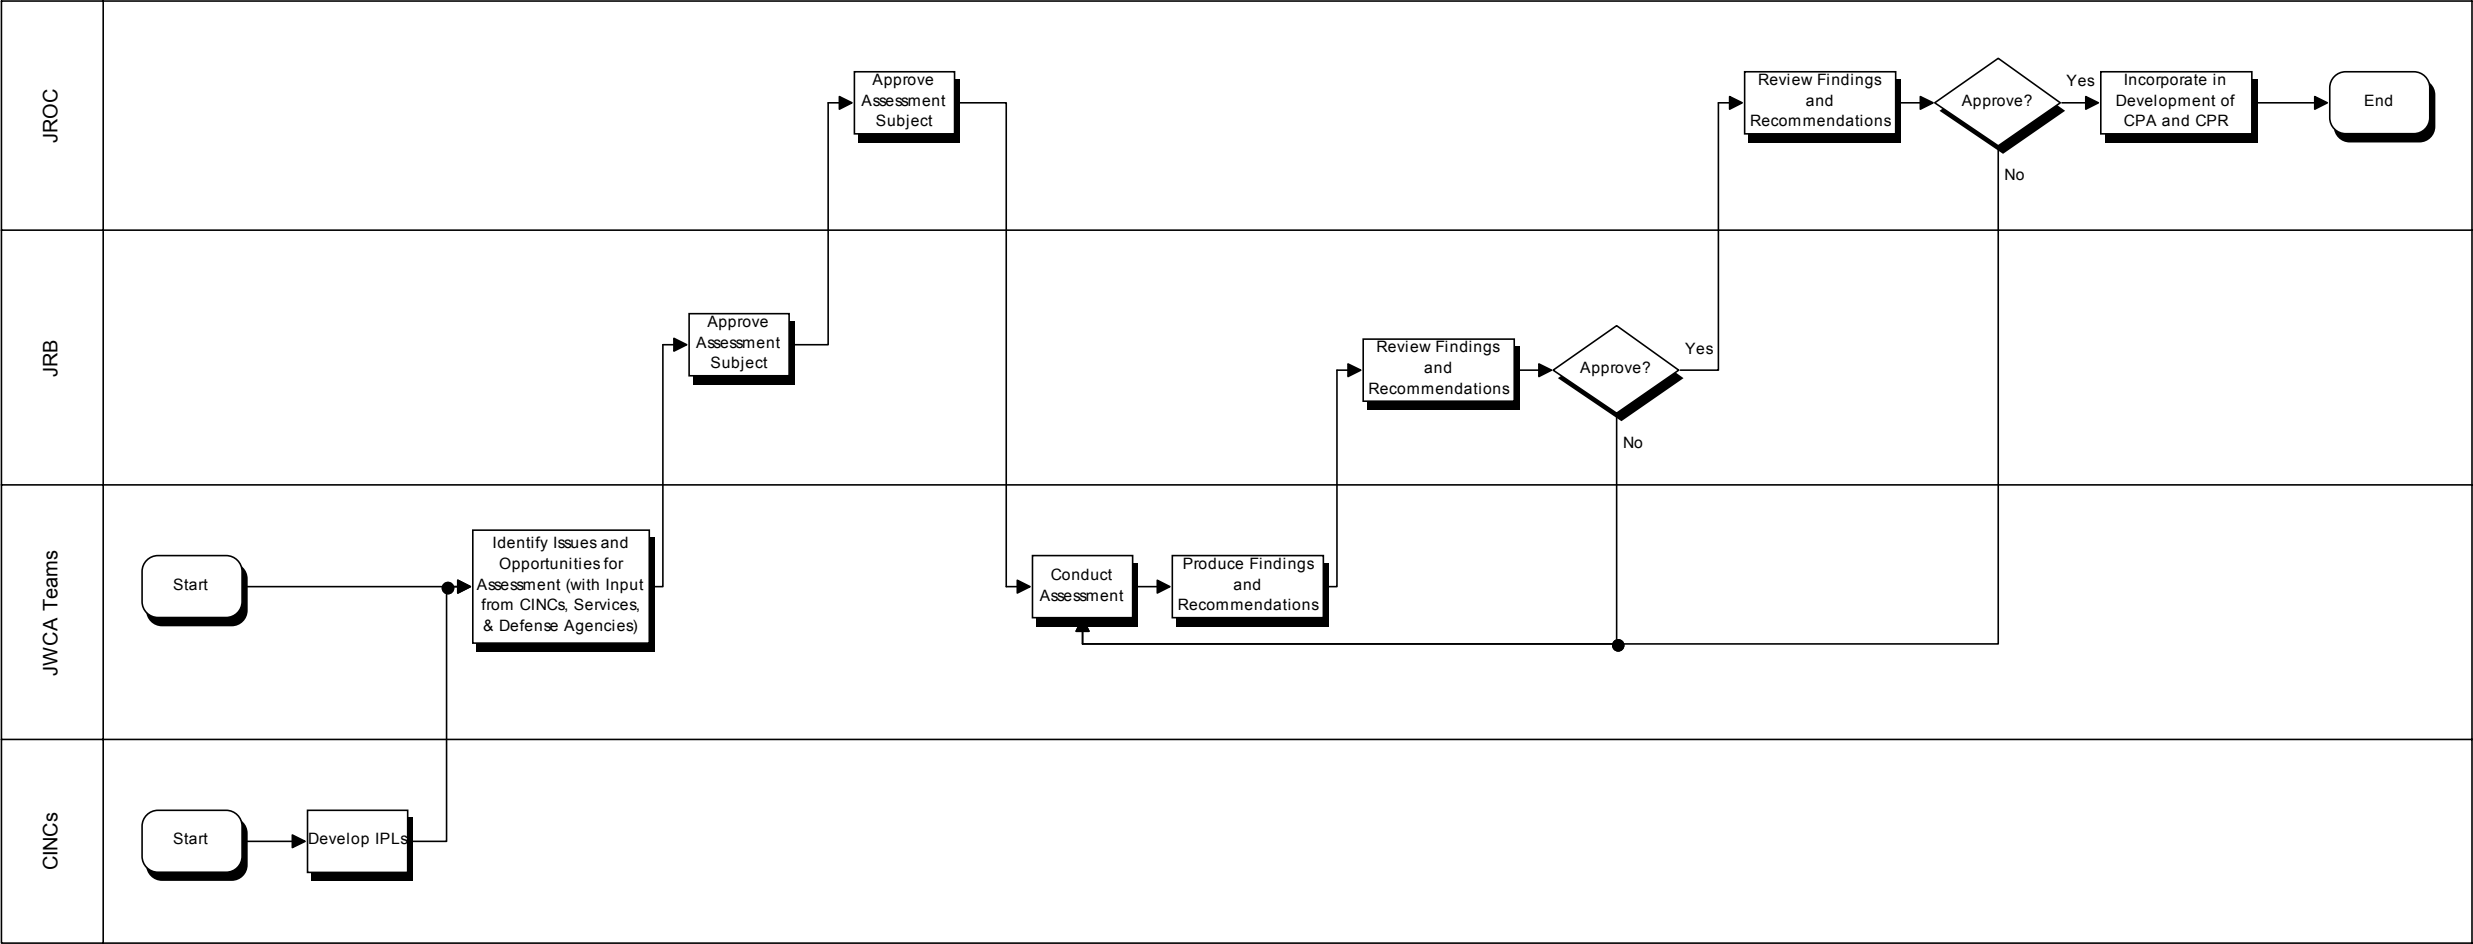 JROC
Approve
Assessment
Subject
Review Findings
and
Recommendations
Approve?
Yes
No
Incorporate in
Development of
CPA and CPR
End
JRB
Approve
Assessment
Subject
Review Findings
and
Recommendations
Approve?
Yes
No
JWCA Teams
Start
Identify Issues and
Opportunities for
Assessment (with Input
from CINCs, Services,
& Defense Agencies)
Conduct
Assessment
Produce Findings
and
Recommendations
CINCs
Start
Develop IPLs